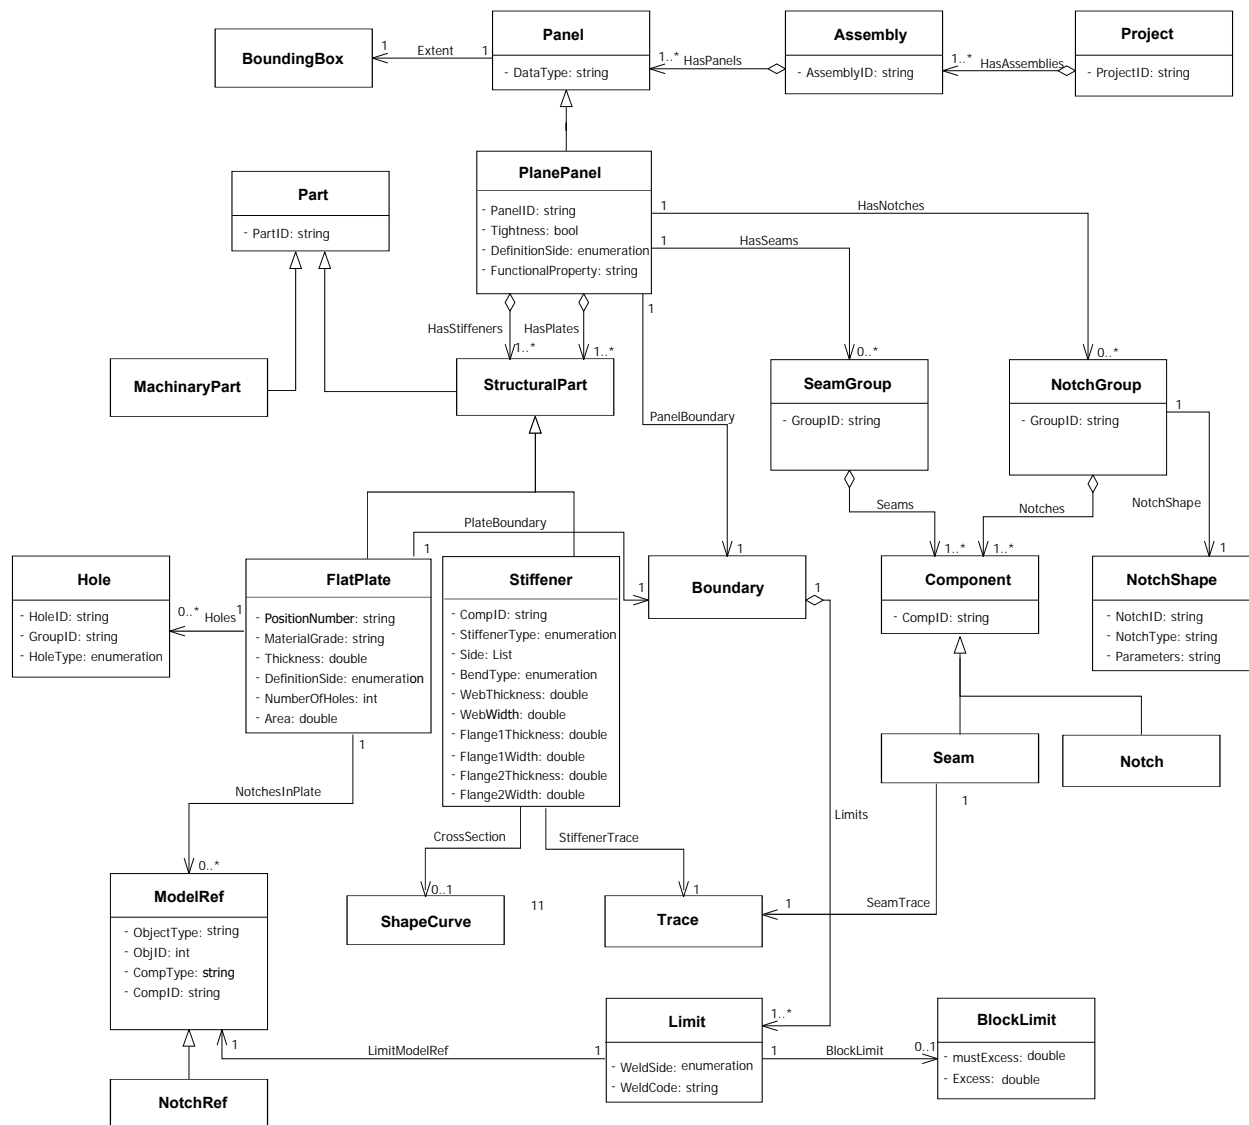 Panel
- DataType: string
Assembly
- AssemblyID: string
Project
- ProjectID: string
BoundingBox
1
Extent
1
1..*
HasPanels
1..*
HasAssemblies
PlanePanel
- PanelID: string
- Tightness: bool
- DefinitionSide: enumeration
- FunctionalProperty: string
Part
- PartID: string
1
HasNotches
1
HasSeams
1
HasStiffeners
HasPlates
1..*
1..*
0..*
0..*
MachinaryPart
StructuralPart
SeamGroup
- GroupID: string
NotchGroup
- GroupID: string
1
PanelBoundary
Seams
Notches
NotchShape
PlateBoundary
1
1
1..*
1..*
1
Hole
- HoleID: string
- GroupID: string
- HoleType: enumeration
0..*
Holes
1
FlatPlate
- PositionNumber: string
- MaterialGrade: string
- Thickness: double
- DefinitionSide: enumeration
- NumberOfHoles: int
- Area: double
Stiffener
- CompID: string
- StiffenerType: enumeration
- Side: List
- BendType: enumeration
- WebThickness: double
- WebWidth: double
- Flange1Thickness: double
- Flange1Width: double
- Flange2Thickness: double
- Flange2Width: double
1
Boundary
1
Component
- CompID: string
NotchShape
- NotchID: string
- NotchType: string
- Parameters: string
1
NotchesInPlate
Seam
Notch
1
Limits
CrossSection
StiffenerTrace
0..*
0..1
11
1
1
SeamTrace
ModelRef
- ObjectType: string
- ObjID: int
- CompType: string
- CompID: string
ShapeCurve
Trace
1..*
Limit
- WeldSide: enumeration
- WeldCode: string
BlockLimit
- mustExcess: double
- Excess: double
1
LimitModelRef
1
1
BlockLimit
0..1
NotchRef